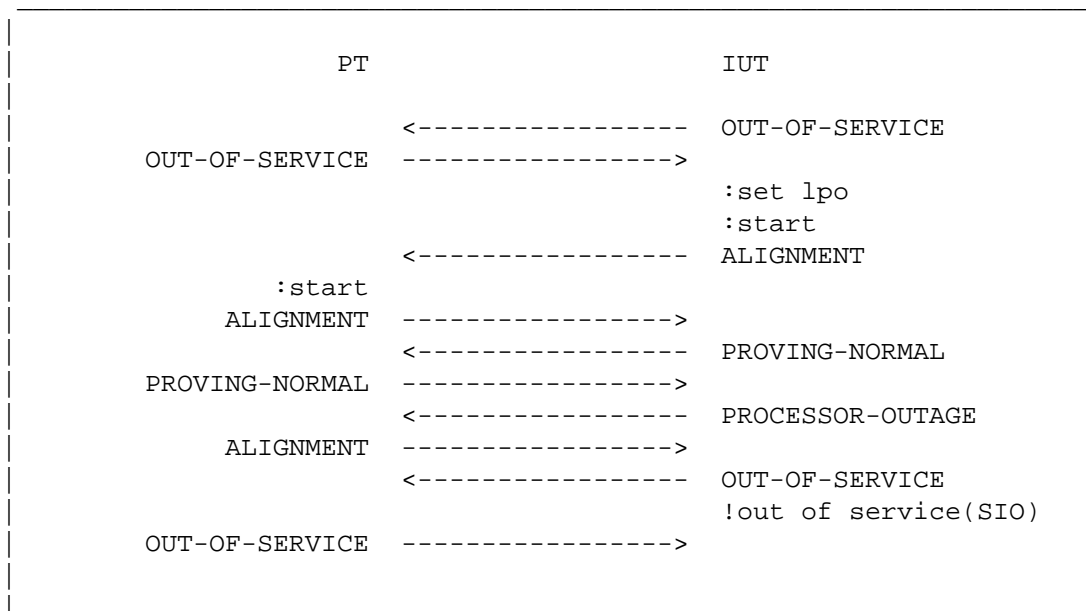 PT IUT
<----------------- OUT-OF-SERVICE
OUT-OF-SERVICE ----------------->
:set lpo
:start
<----------------- ALIGNMENT
:start
ALIGNMENT ----------------->
<----------------- PROVING-NORMAL
PROVING-NORMAL ----------------->
<----------------- PROCESSOR-OUTAGE
ALIGNMENT ----------------->
<----------------- OUT-OF-SERVICE
!out of service(SIO)
OUT-OF-SERVICE ----------------->